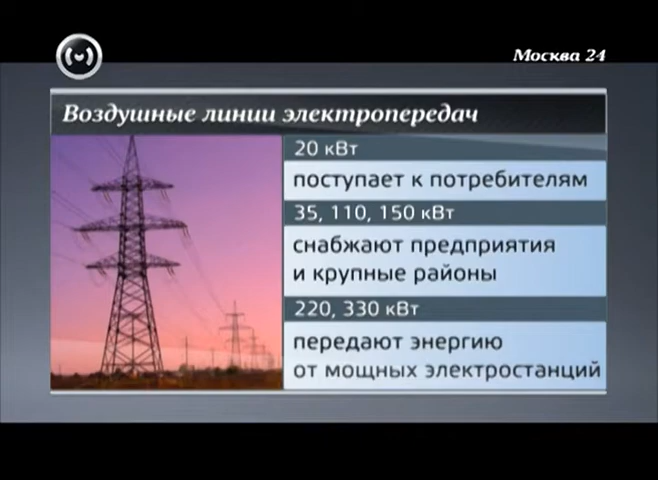 Москва 24
Воздушные линии электропередач
20 кВт
поступает к потребителям
35, 110, 150 кВт
снабжают предприятия
и крупные районы
220, 330 кВт
передают энергию
от мощных электростанций